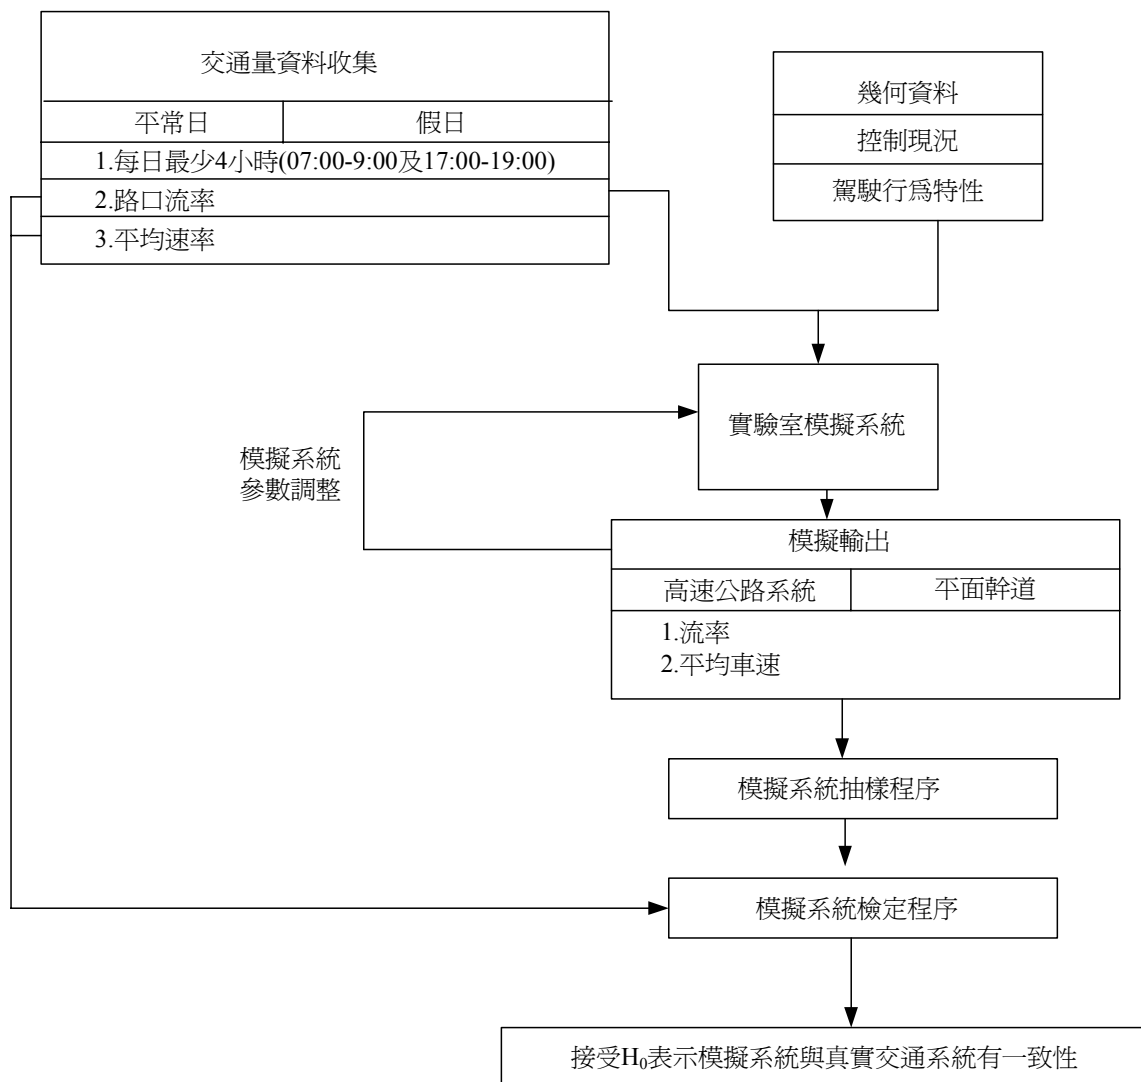 交通量資料收集
平常日
假日
1.每日最少4小時(07:00-9:00及17:00-19:00)
2.路口流率
3.平均速率
幾何資料
控制現況
駕駛行爲特性
實驗室模擬系統
模擬系統
參數調整
模擬輸出
高速公路系統
平面幹道
1.流率
2.平均車速
模擬系統抽樣程序
模擬系統檢定程序
接受H₀表示模擬系統與真實交通系統有一致性